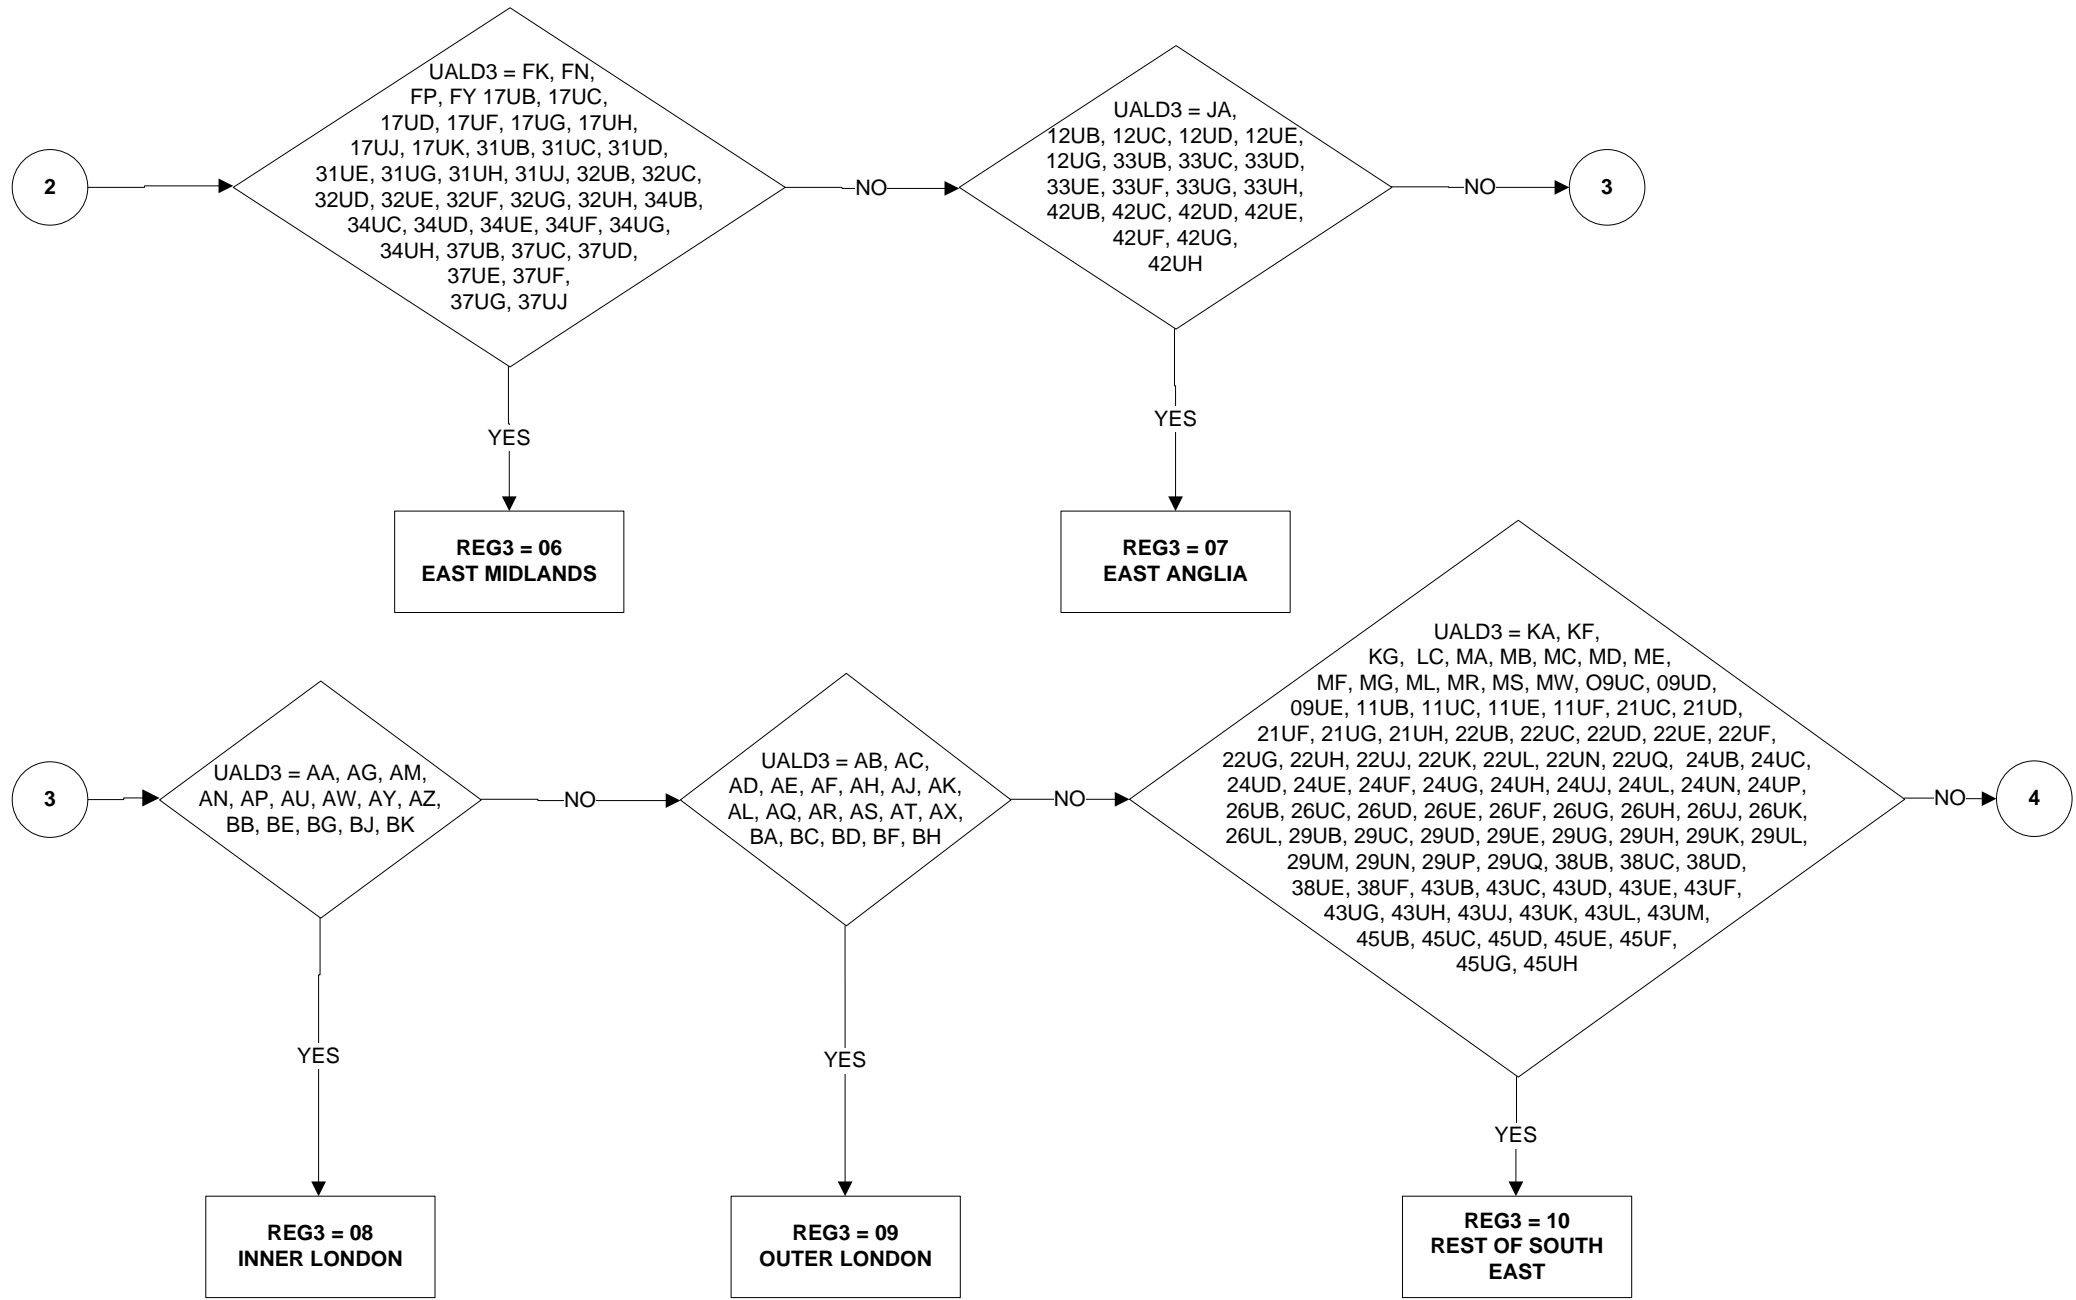 2
UALD3 = FK, FN,
FP, FY 17UB, 17UC,
17UD, 17UF, 17UG, 17UH,
17UJ, 17UK, 31UB, 31UC, 31UD,
31UE, 31UG, 31UH, 31UJ, 32UB, 32UC,
32UD, 32UE, 32UF, 32UG, 32UH, 34UB,
34UC, 34UD, 34UE, 34UF, 34UG,
34UH, 37UB, 37UC, 37UD,
37UE, 37UF,
37UG, 37UJ
NO
UALD3 = JA,
12UB, 12UC, 12UD, 12UE,
12UG, 33UB, 33UC, 33UD,
33UE, 33UF, 33UG, 33UH,
42UB, 42UC, 42UD, 42UE,
42UF, 42UG,
42UH
NO
3
YES
YES
REG3 = 06
EAST MIDLANDS
REG3 = 07
EAST ANGLIA
3
UALD3 = AA, AG, AM,
AN, AP, AU, AW, AY, AZ,
BB, BE, BG, BJ, BK
NO
UALD3 = AB, AC,
AD, AE, AF, AH, AJ, AK,
AL, AQ, AR, AS, AT, AX,
BA, BC, BD, BF, BH
NO
UALD3 = KA, KF,
KG, LC, MA, MB, MC, MD, ME,
MF, MG, ML, MR, MS, MW, O9UC, 09UD,
09UE, 11UB, 11UC, 11UE, 11UF, 21UC, 21UD,
21UF, 21UG, 21UH, 22UB, 22UC, 22UD, 22UE, 22UF,
22UG, 22UH, 22UJ, 22UK, 22UL, 22UN, 22UQ, 24UB, 24UC,
24UD, 24UE, 24UF, 24UG, 24UH, 24UJ, 24UL, 24UN, 24UP,
26UB, 26UC, 26UD, 26UE, 26UF, 26UG, 26UH, 26UJ, 26UK,
26UL, 29UB, 29UC, 29UD, 29UE, 29UG, 29UH, 29UK, 29UL,
29UM, 29UN, 29UP, 29UQ, 38UB, 38UC, 38UD,
38UE, 38UF, 43UB, 43UC, 43UD, 43UE, 43UF,
43UG, 43UH, 43UJ, 43UK, 43UL, 43UM,
45UB, 45UC, 45UD, 45UE, 45UF,
45UG, 45UH
NO
4
YES
YES
YES
REG3 = 08
INNER LONDON
REG3 = 09
OUTER LONDON
REG3 = 10
REST OF SOUTH
EAST